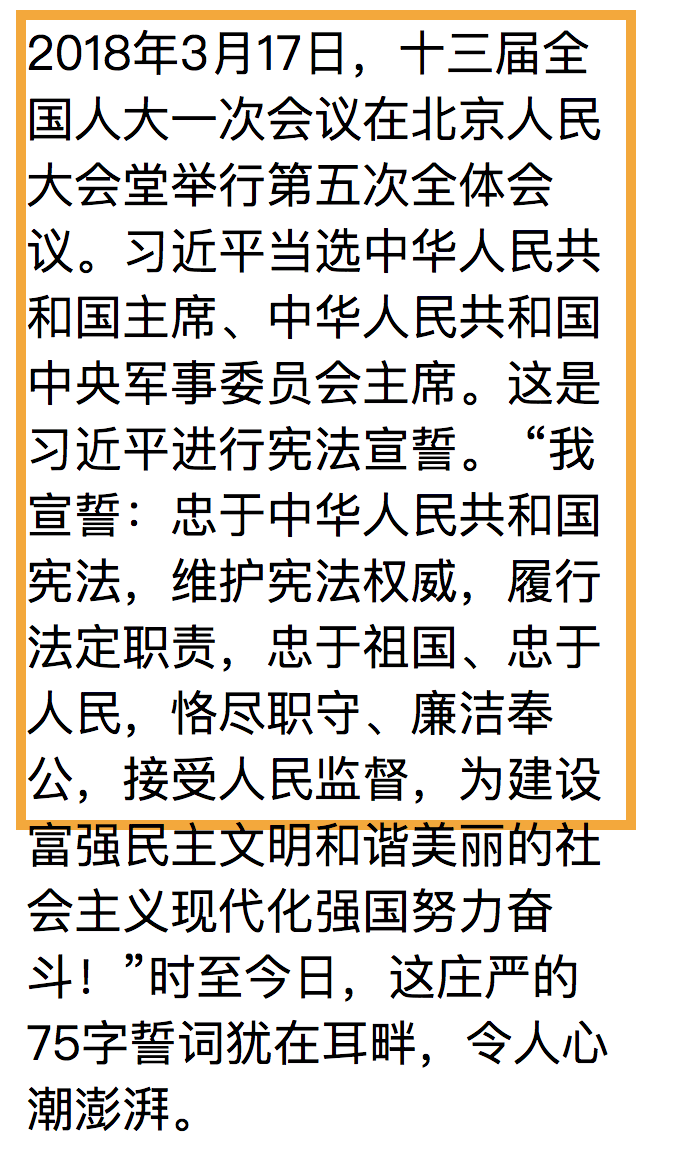 2018年3月17日，十三届全
国人大一次会议在北京人民
大会堂举行第五次全体会
议。习近平当选中华人民共
和国主席、中华人民共和国
中央军事委员会主席。这是
习近平进行宪法宣誓。“我
宣誓：忠于中华人民共和国
宪法，维护宪法权威，履行
法定职责，忠于祖国、忠于
人民，恪尽职守、廉洁奉
公，接受人民监督，为建设
富强民主文明和谐美丽的社
会主义现代化强国努力奋
斗！”时至今日，这庄严的
75字誓词犹在耳畔，令人心
潮澎湃。